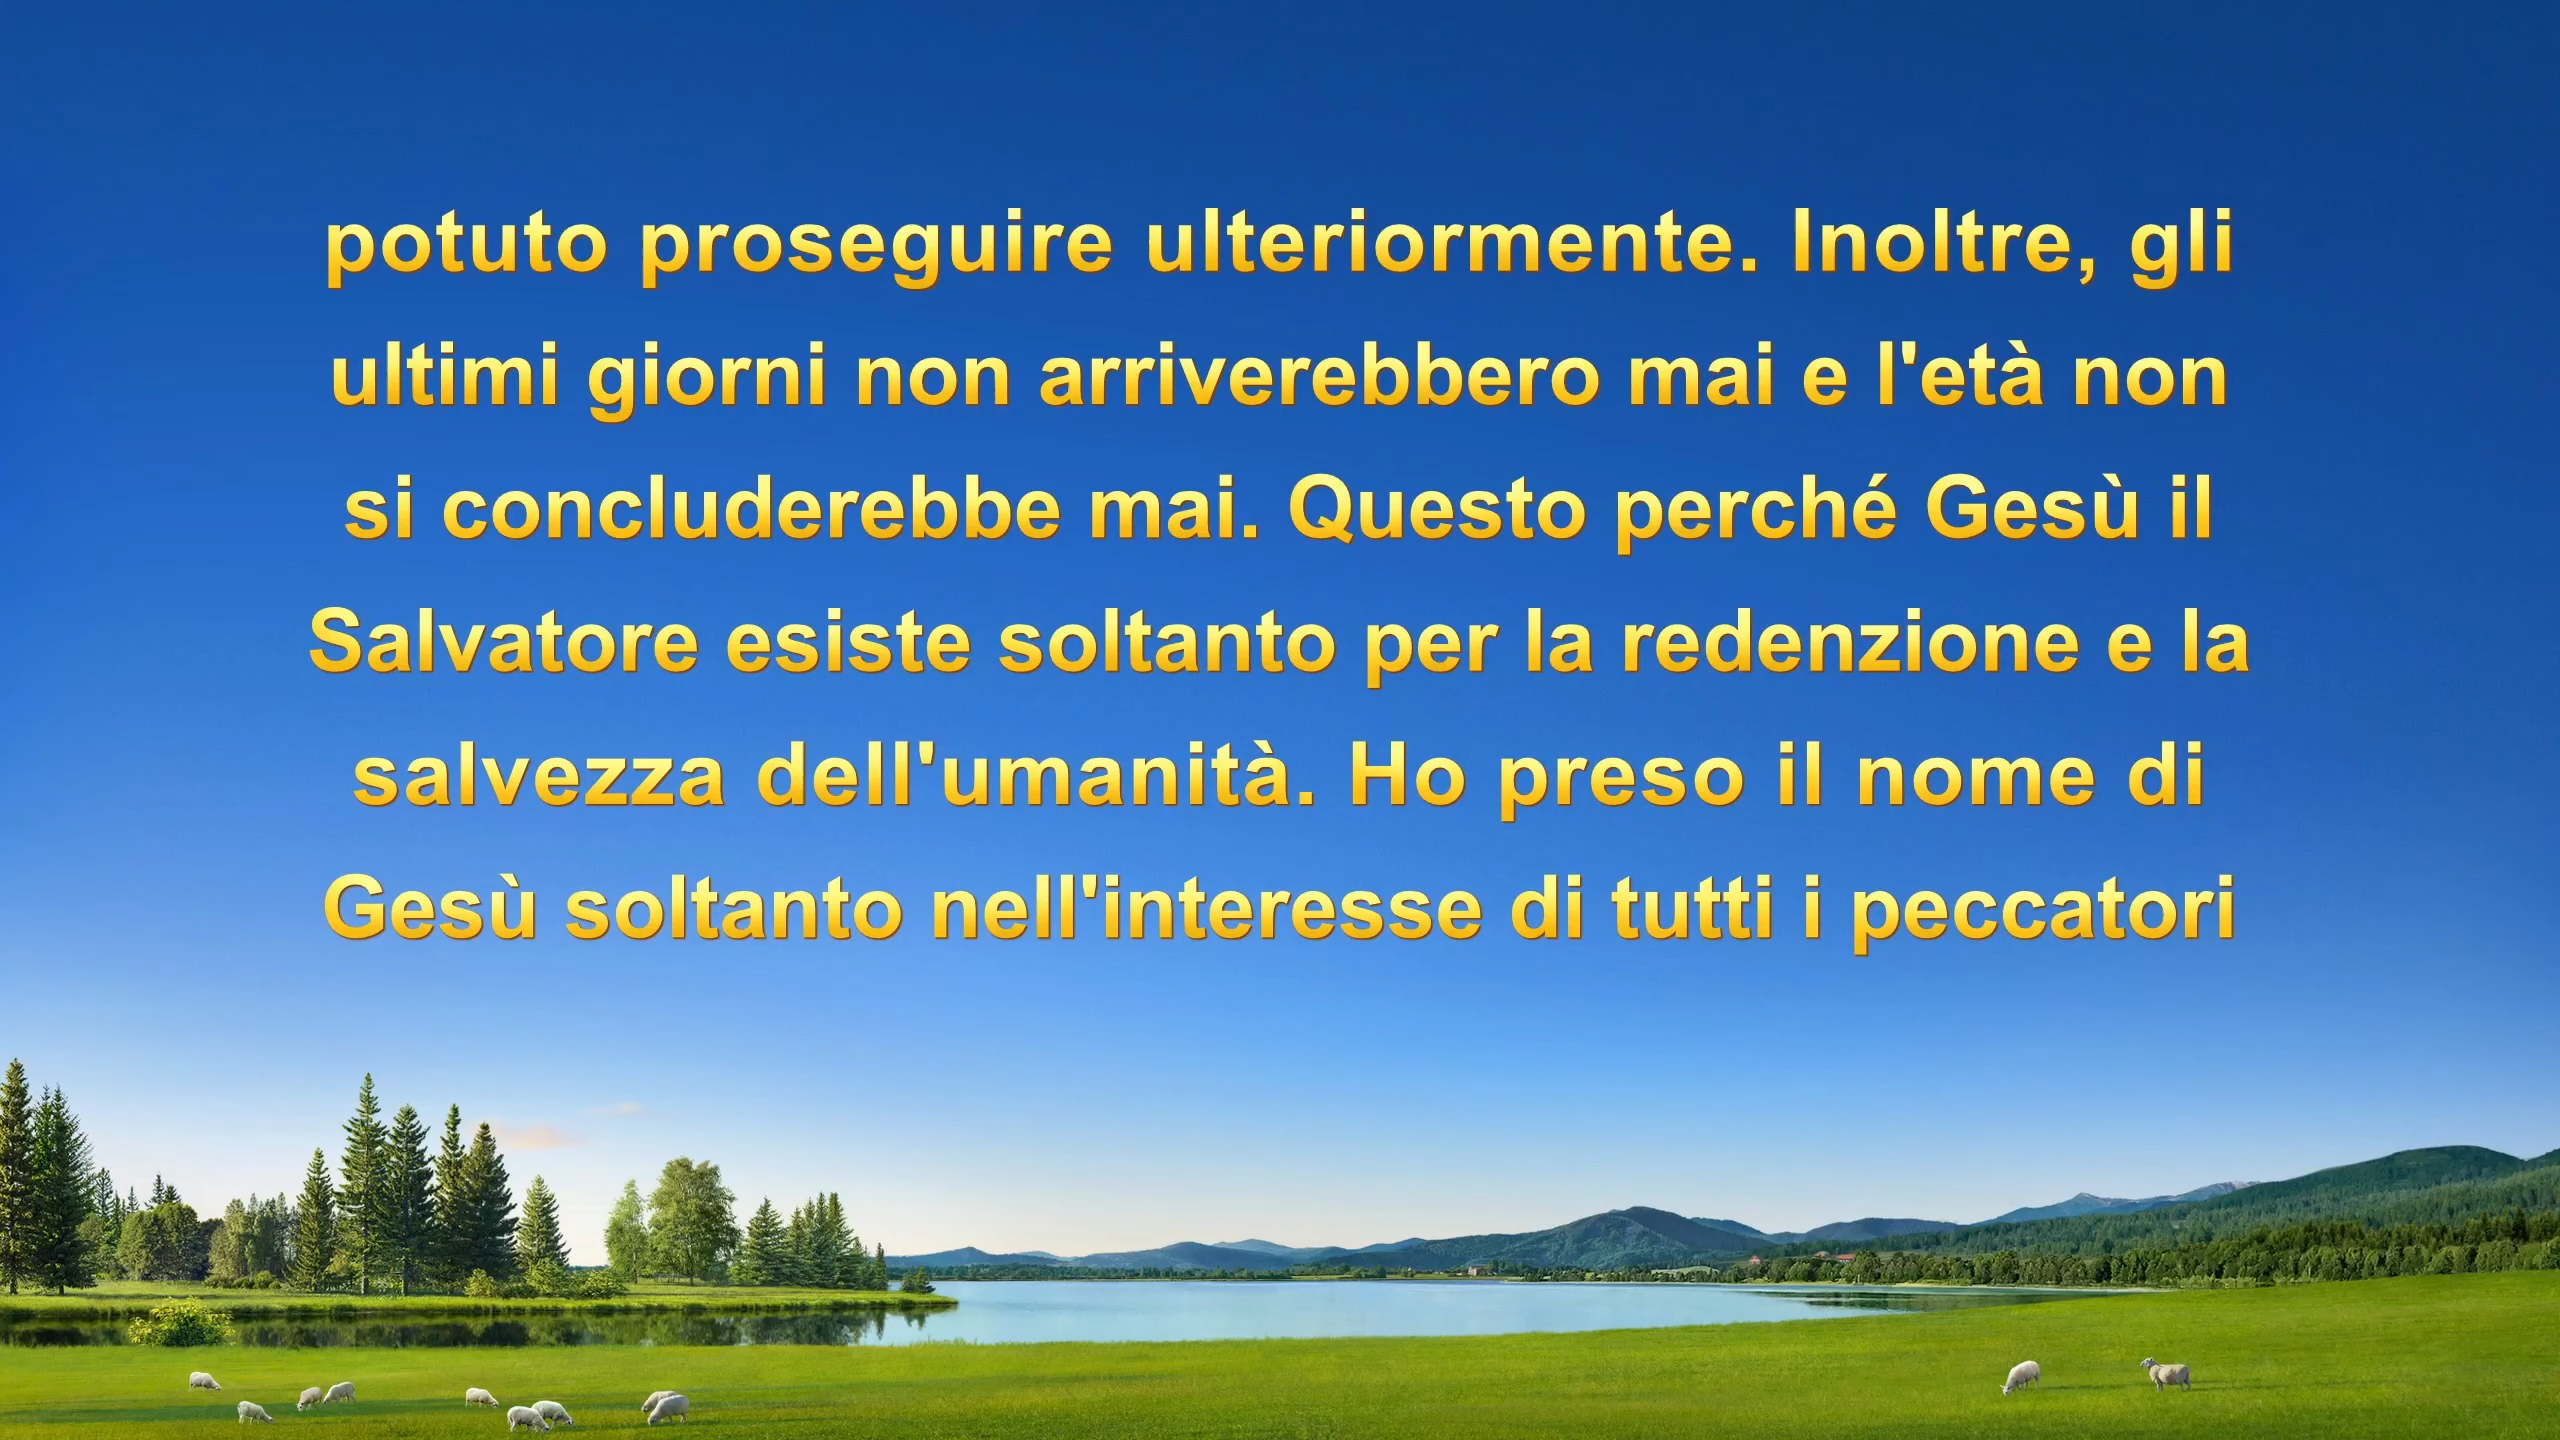 potuto proseguire ulteriormente. Inoltre, gli
ultimi giorni non arriverebbero mai e l'età non
si concluderebbe mai. Questo perché Gesù il
Salvatore esiste soltanto per la redenzione e la
salvezza dell'umanità. Ho preso il nome di
Gesù soltanto nell'interesse di tutti i peccatori